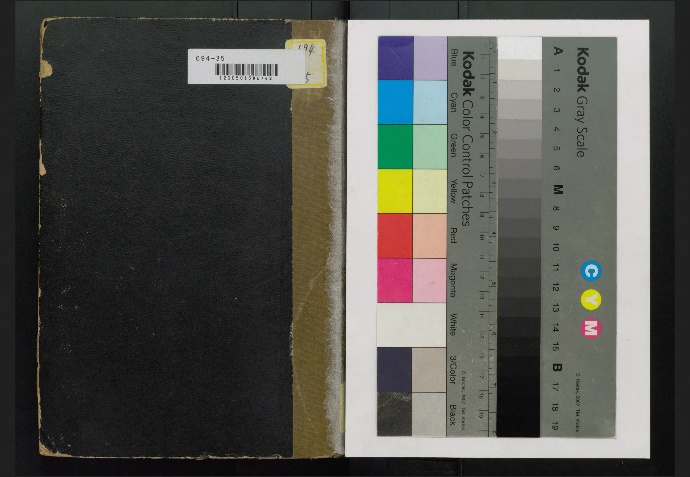 694-35
Kodak Color Control Patches
Blue
Cyan
Green
Yellow
Red
Magenta
White
3/Color
Black
Kodak Gray Scale
A
1
2
3
4
5
6
M
8
9
10
11
12
13
14
15
B
17
18
19
C
Y
M